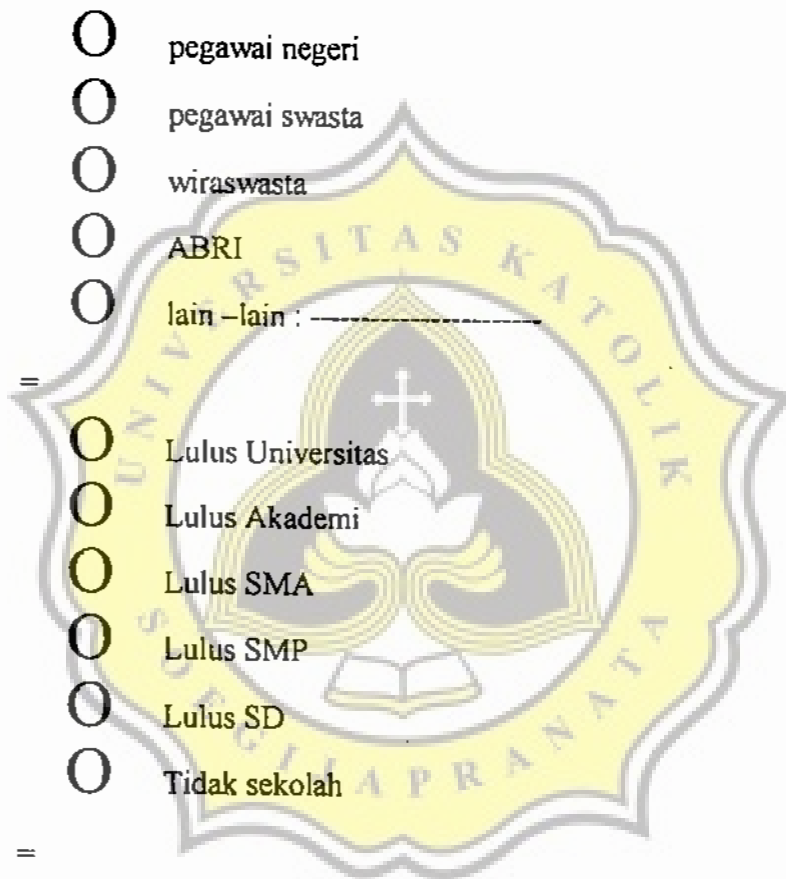 O pegawai negeri
O pegawai swasta
O wiraswasta
O ABRI
O lain –lain : -----------------------
=
O Lulus Universitas
O Lulus Akademi
O Lulus SMA
O Lulus SMP
O Lulus SD
O Tidak sekolah
=
UNIVERSITAS KATOLIK
SOEGIJAPRANATA